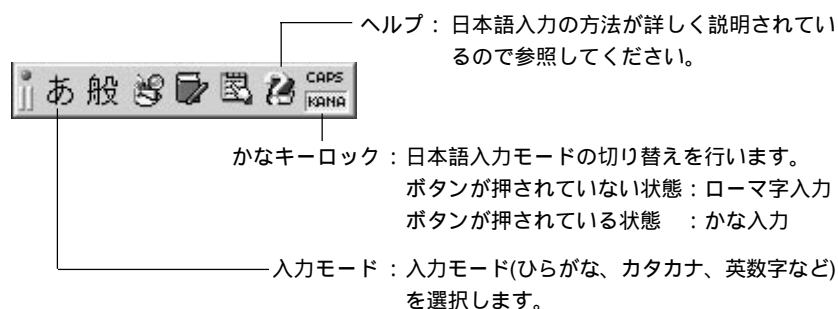 ヘルプ : 日本語入力の方法が詳しく説明されてい
るので参照してください。
あ 般 CAPS
KANA
かなキーロック : 日本語入力モードの切り替えを行います。
ボタンが押されていない状態 : ローマ字入力
ボタンが押されている状態 : かな入力
入力モード : 入力モード(ひらがな、カタカナ、英数字など)
を選択します。